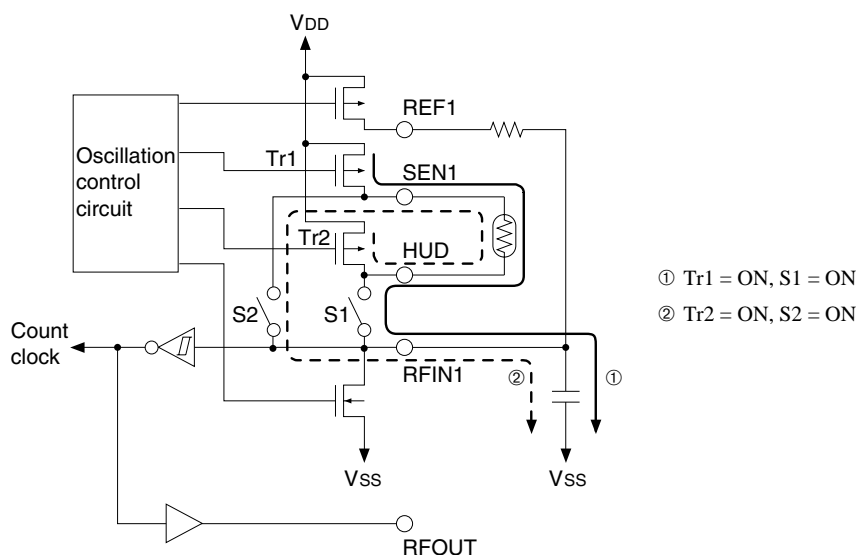 VDD
REF1
Oscillation
control
circuit
Tr1
SEN1
Tr2
HUD
① Tr1 = ON, S1 = ON
② Tr2 = ON, S2 = ON
S2
S1
Count
clock
RFIN1
②
①
VSS
VSS
RFOUT